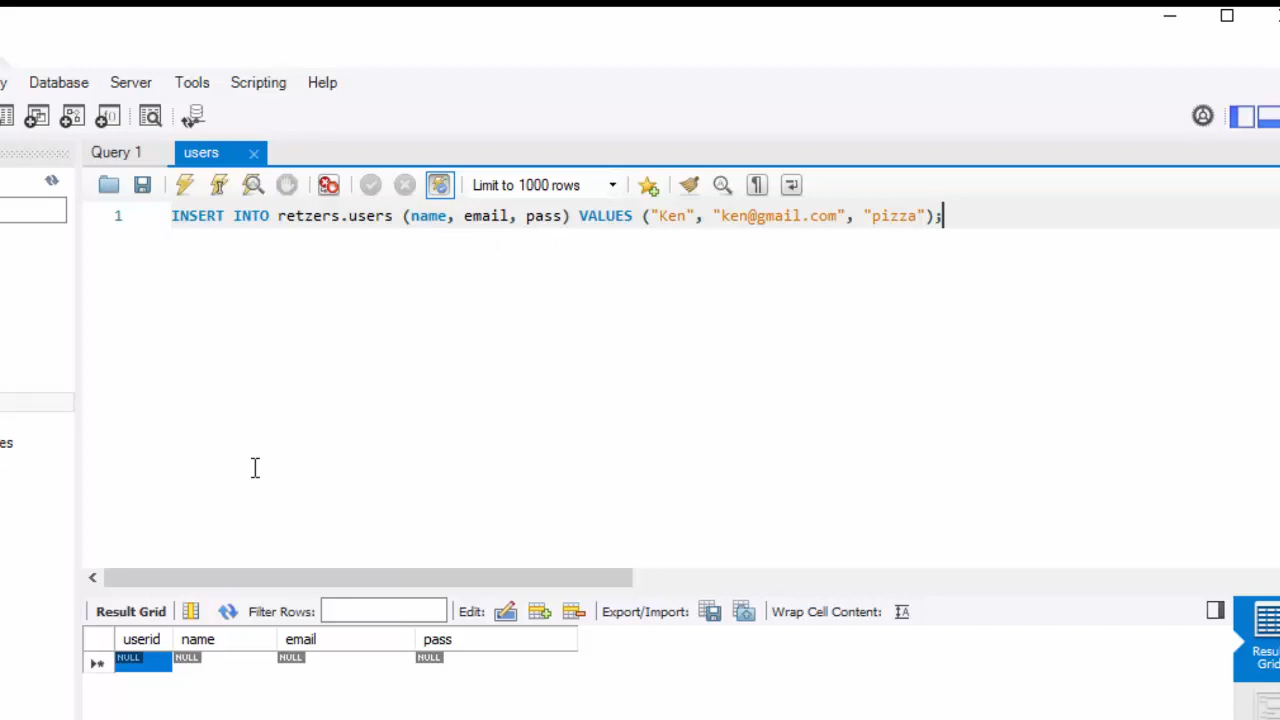 y Database Server Tools Scripting Help
Query 1 users
Limit to 1000 rows
1 INSERT INTO retzers.users (name, email, pass) VALUES ("Ken", "ken@gmail.com", "pizza");
es
Result Grid Filter Rows: Edit: Export/Import: Wrap Cell Content:
userid name email pass
NULL NULL NULL NULL
Resu
Grid